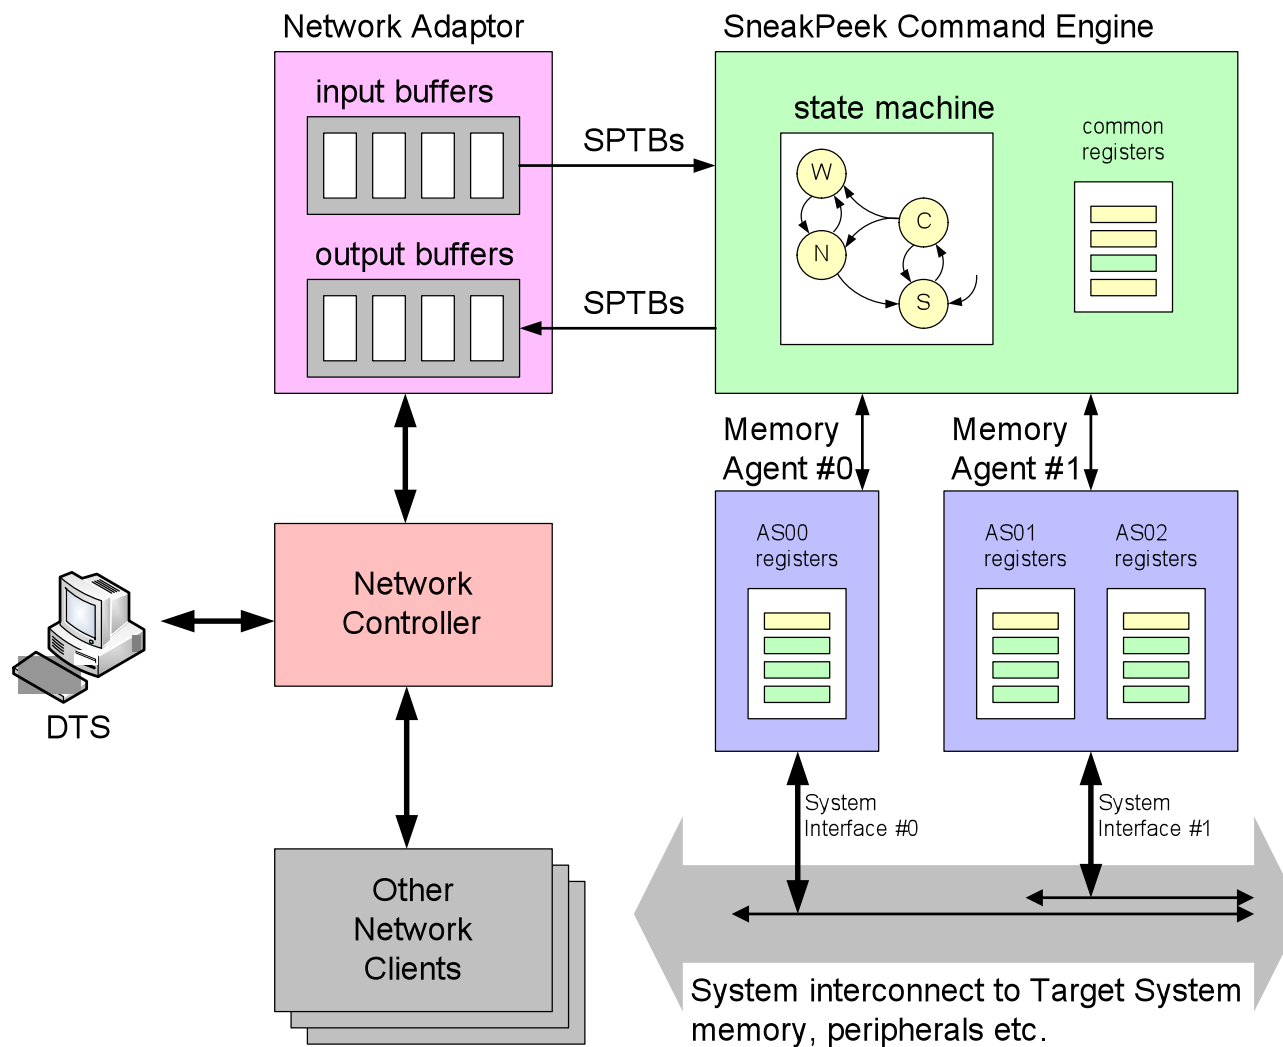 Network Adaptor
SneakPeek Command Engine
input buffers
SPTBs
output buffers
SPTBs
state machine
W
C
N
S
common
registers
Memory
Agent #0
Memory
Agent #1
AS00
registers
AS01
registers
AS02
registers
Network
Controller
DTS
System
Interface #0
System
Interface #1
Other
Network
Clients
System interconnect to Target System
memory, peripherals etc.